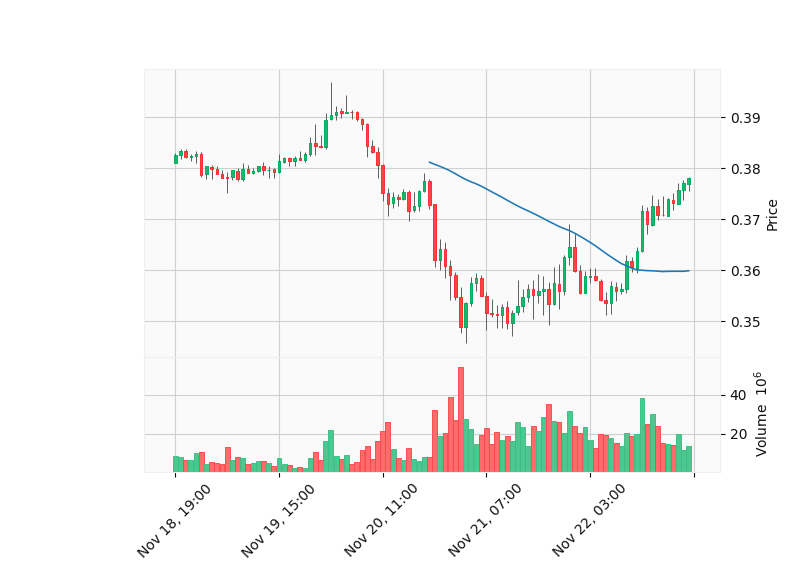 0.39
0.38
0.37
0.36
0.35
Price
40
20
Volume 10^6
Nov 18, 19:00
Nov 19, 15:00
Nov 20, 11:00
Nov 21, 07:00
Nov 22, 03:00